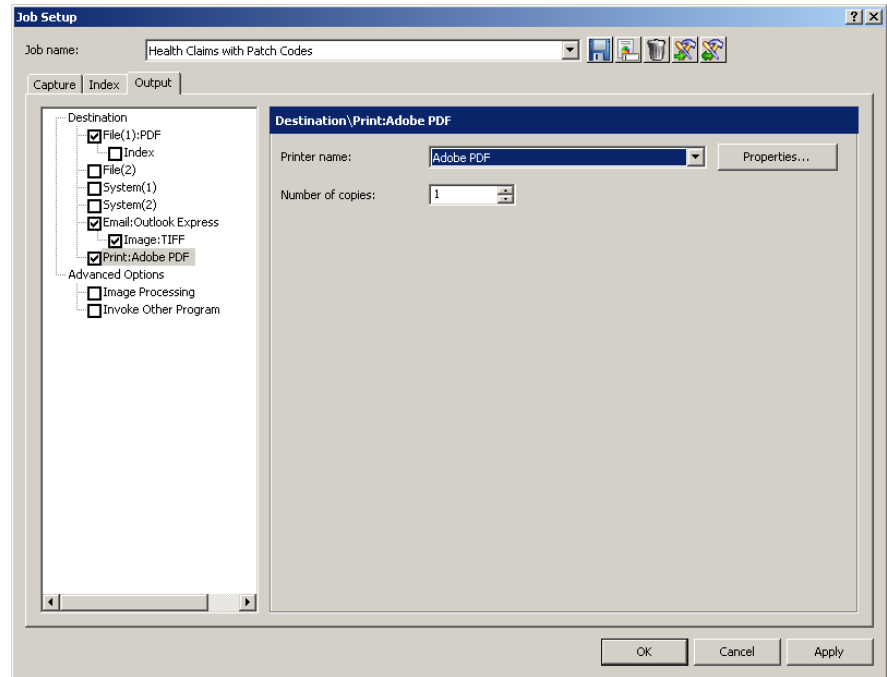 Job Setup
Job name: Health Claims with Patch Codes
Capture Index Output
Destination
File(1):PDF
Index
File(2)
System(1)
System(2)
Email:Outlook Express
Image:TIFF
Print:Adobe PDF
Advanced Options
Image Processing
Invoke Other Program
Destination\Print:Adobe PDF
Printer name: Adobe PDF Properties...
Number of copies: 1
OK Cancel Apply